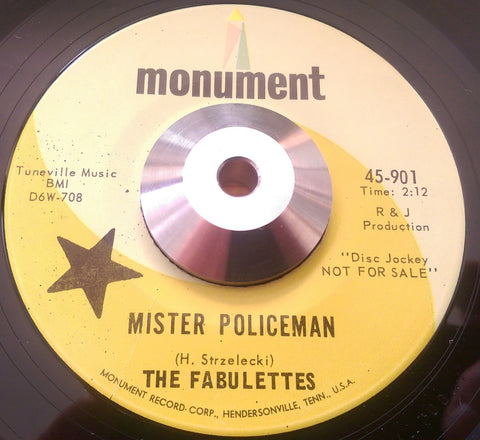 monument
Tuneville Music
BMI
D6W-708
45-901
Time: 2:12
R & J
Production
"Disc Jockey
NOT FOR SALE"
MISTER POLICEMAN
(H. Strzelecki)
THE FABULETTES
MONUMENT RECORD CORP., HENDERSONVILLE, TENN., U.S.A.